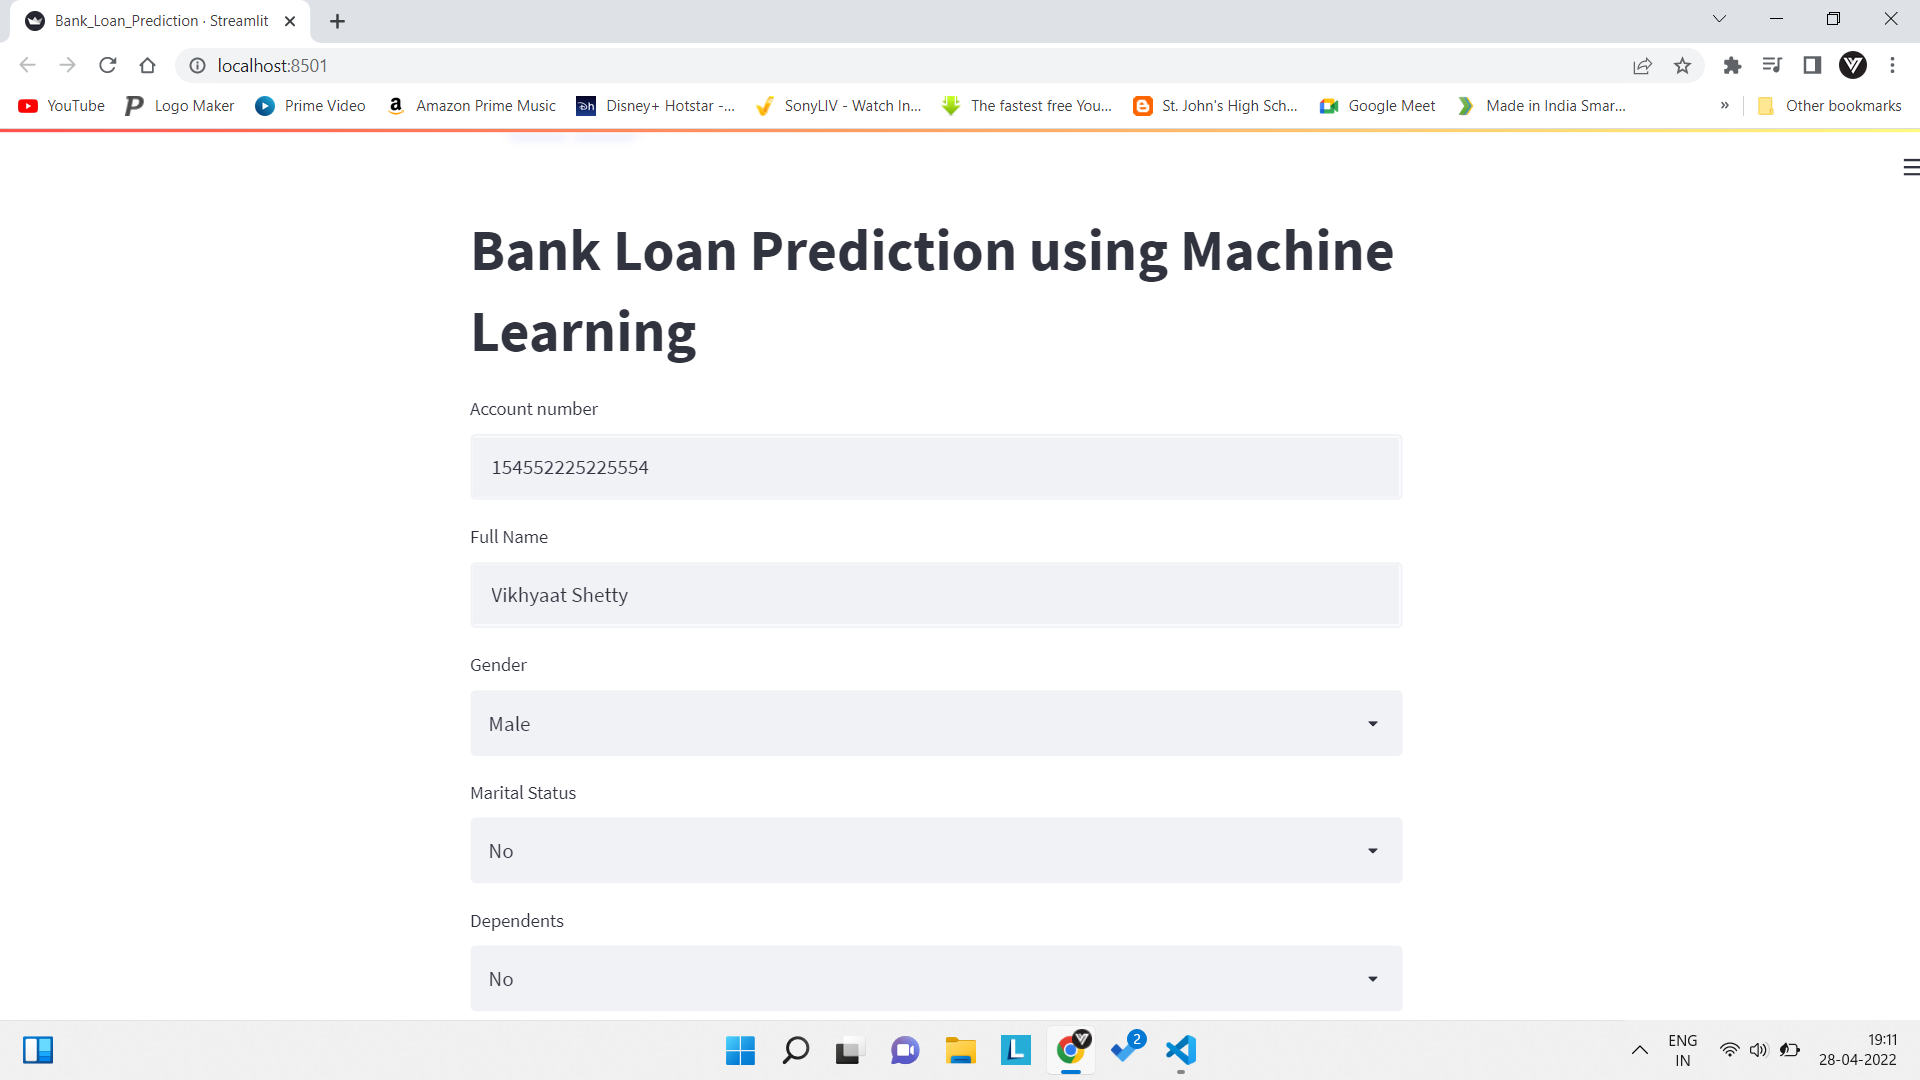 Bank_Loan_Prediction · Streamlit
localhost:8501
YouTube
Logo Maker
Prime Video
Amazon Prime Music
Disney+ Hotstar -...
SonyLIV - Watch In...
The fastest free You...
St. John's High Sch...
Google Meet
Made in India Smar...
»
Other bookmarks
Bank Loan Prediction using Machine
Learning
Account number
154552225225554
Full Name
Vikhyaat Shetty
Gender
Male
Marital Status
No
Dependents
No
2
ENG
IN
19:11
28-04-2022